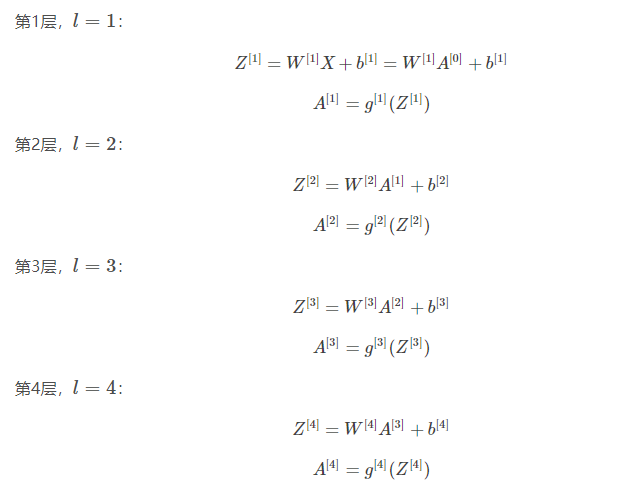 第1层，l = 1：
Z^{[1]} = W^{[1]}X + b^{[1]} = W^{[1]}A^{[0]} + b^{[1]}
A^{[1]} = g^{[1]}(Z^{[1]})
第2层，l = 2：
Z^{[2]} = W^{[2]}A^{[1]} + b^{[2]}
A^{[2]} = g^{[2]}(Z^{[2]})
第3层，l = 3：
Z^{[3]} = W^{[3]}A^{[2]} + b^{[3]}
A^{[3]} = g^{[3]}(Z^{[3]})
第4层，l = 4：
Z^{[4]} = W^{[4]}A^{[3]} + b^{[4]}
A^{[4]} = g^{[4]}(Z^{[4]})